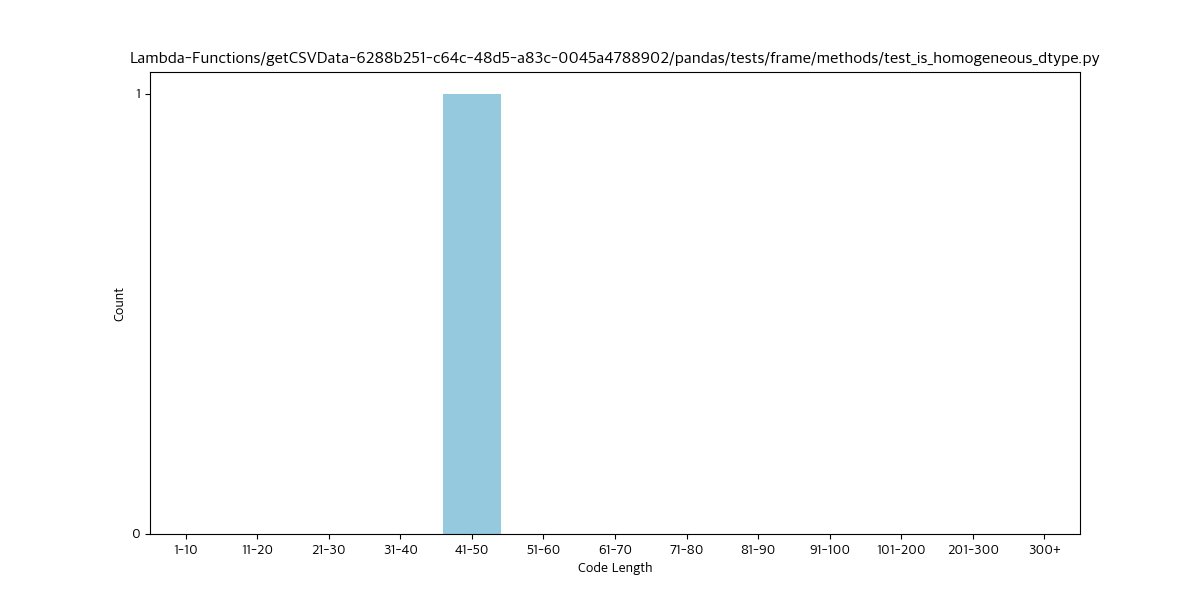 Lambda-Functions/getCSVData-6288b251-c64c-48d5-a83c-0045a4788902/pandas/tests/frame/methods/test_is_homogeneous_dtype.py
1
Count
0
1-10 11-20 21-30 31-40 41-50 51-60 61-70 71-80 81-90 91-100 101-200 201-300 300+
Code Length